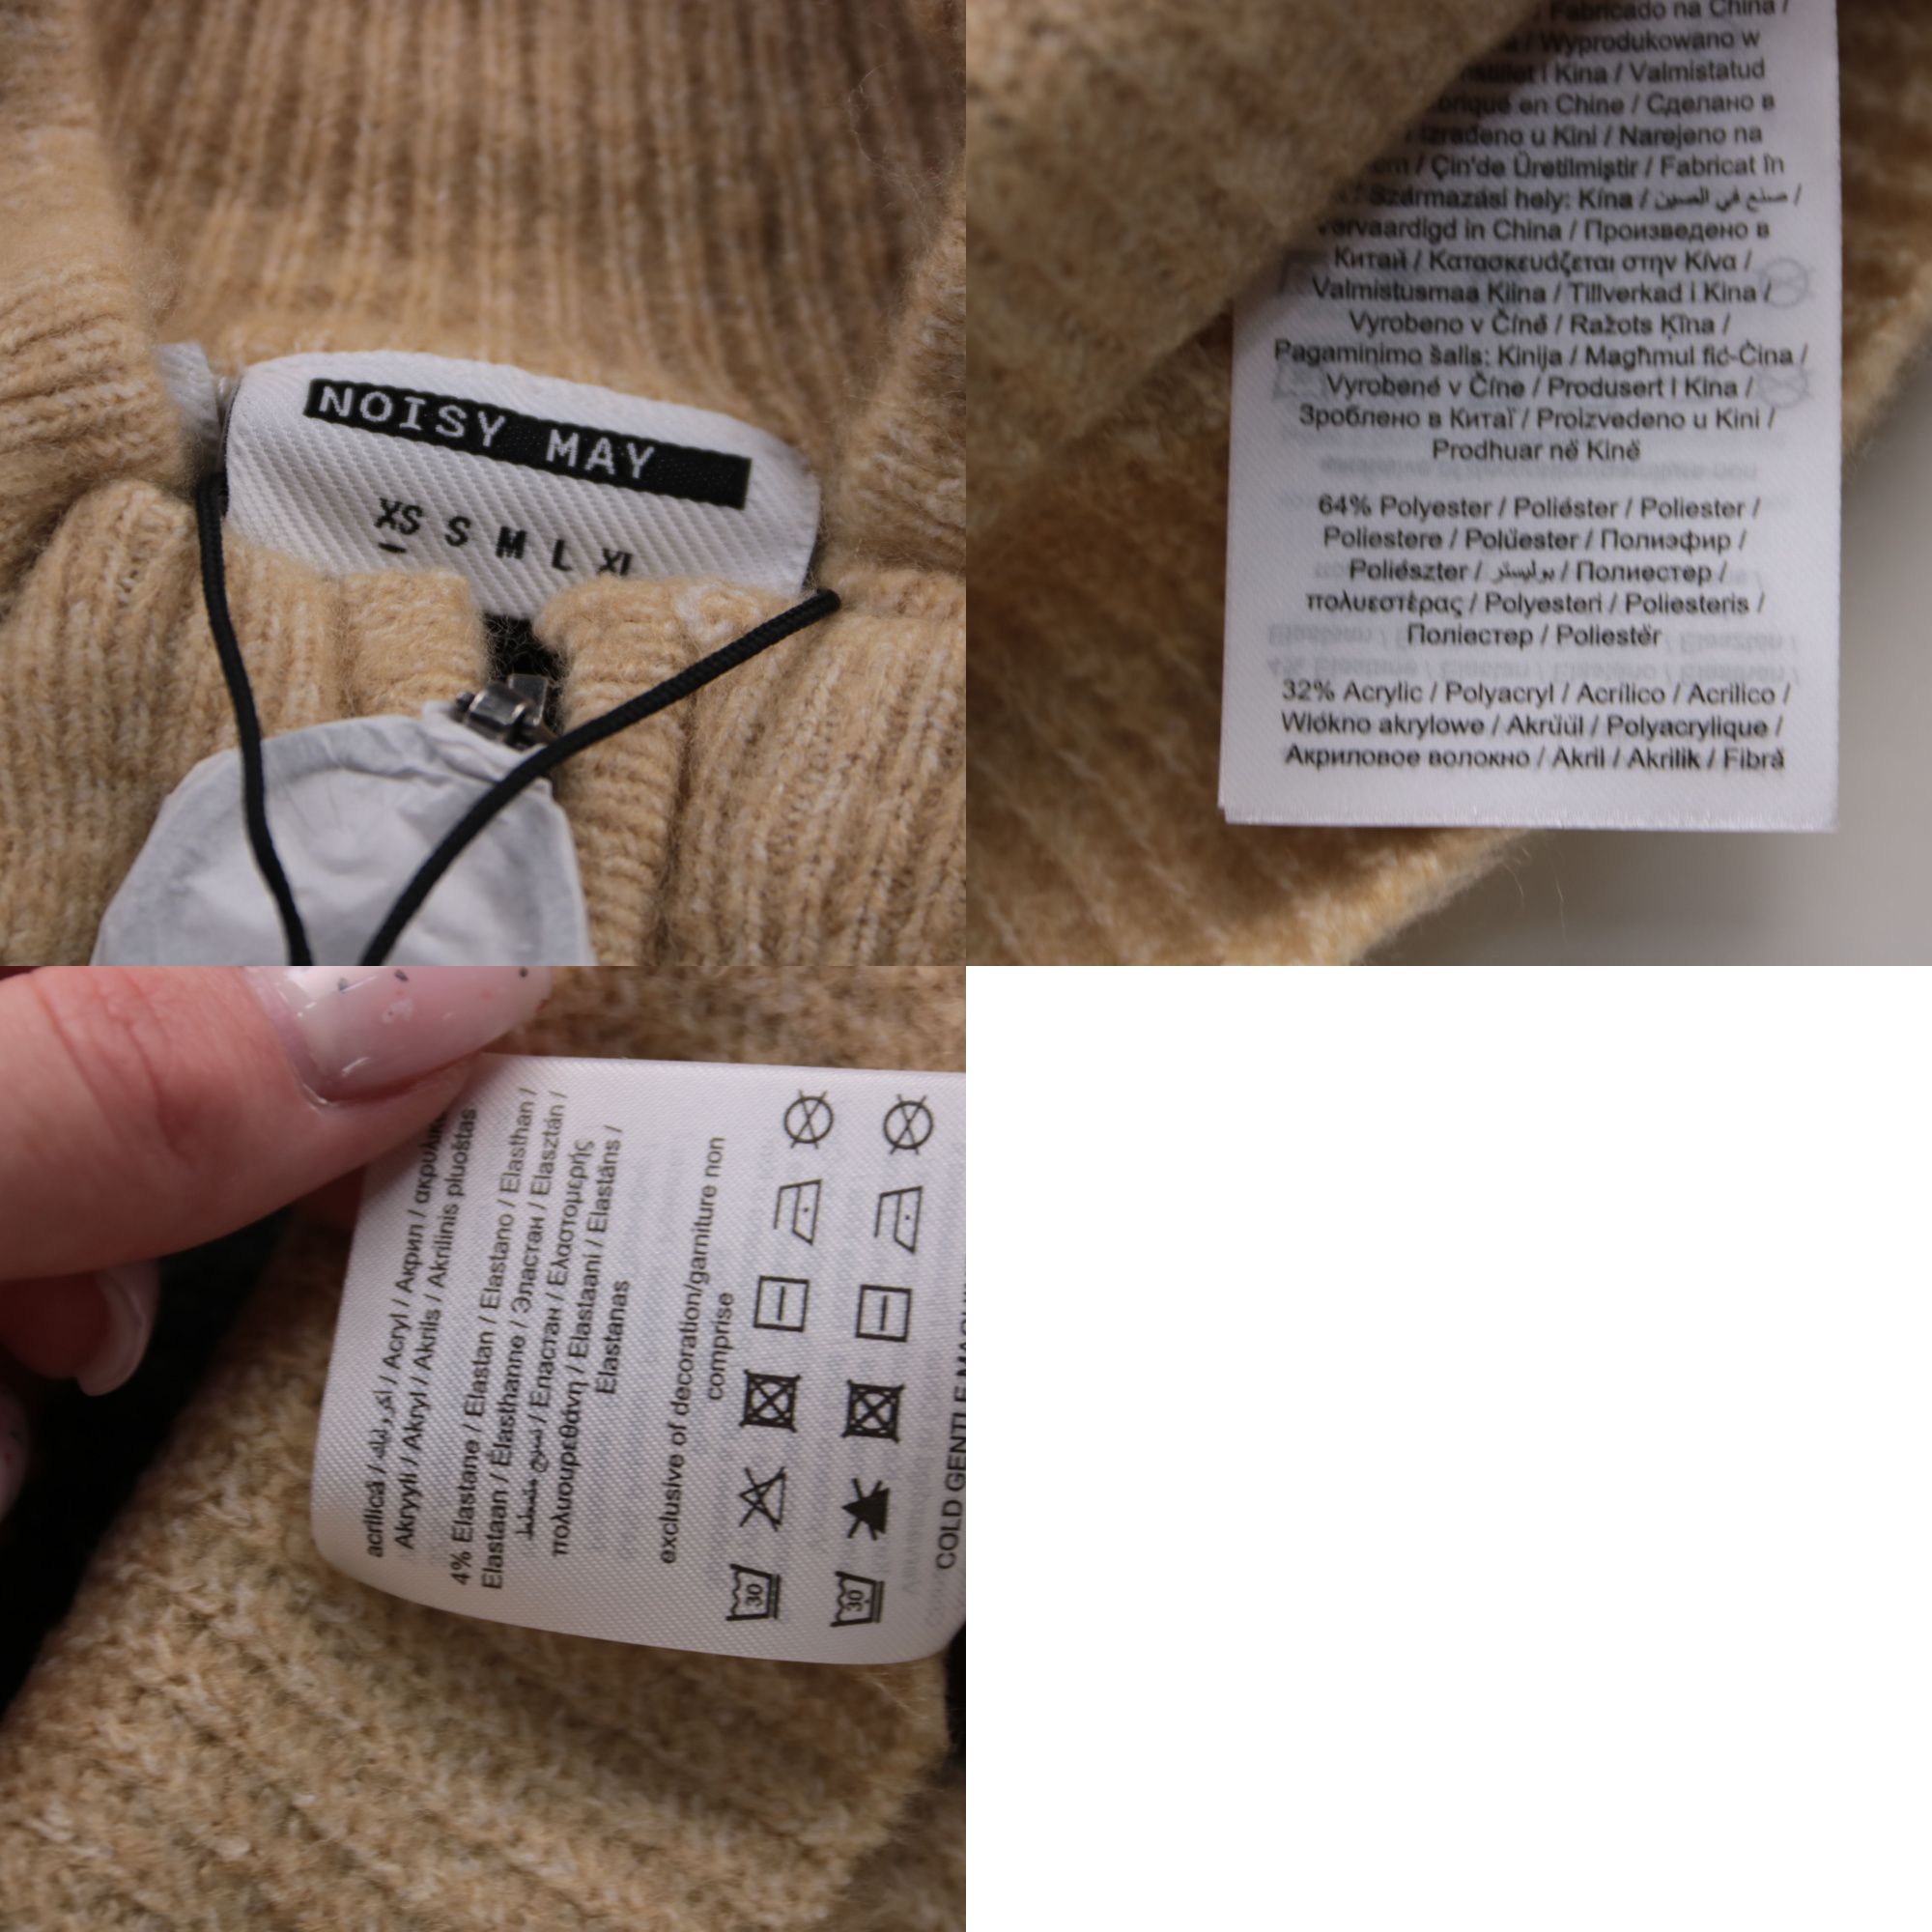 NOISY MAY
XS S M L XL
/ Fabricado na China /
/ Wyprodukowano w
i Kina / Valmistatud
en Chine / Сделано в
Izrađeno u Kini / Narejeno na
/ Çin'de Üretilmiştir / Fabricat în
Származási hely: Kína / صنع في الصين /
Vervaardigd in China / Произведено в
Китай / Κατασκευάζεται στην Κίνα /
Valmistusmaa Kiina / Tillverkad i Kina /
Vyrobeno v Číně / Ražots Ķīna /
Pagaminimo šalis: Kinija / Magħmul fiċ-Ċina /
Vyrobené v Číne / Produsert i Kina /
Зроблено в Китаї / Proizvedeno u Kini /
Prodhuar në Kinë
64% Polyester / Poliéster / Poliester /
Poliestere / Polüester / Полиэфир /
Poliészter / بوليستر / Полиестер /
πολυεστέρας / Polyesteri / Poliesteris /
Поліестер / Poliestër
32% Acrylic / Polyacryl / Acrílico / Acrilico /
Włókno akrylowe / Akrüül / Polyacrylique /
Акриловое волокно / Akril / Akrilik / Fibră
acrilică / أكريليك / Acryl / Акрил /
Akryyli / Akryl / Akrils / Akrilinis pluoštas
4% Elastane / Elastan / Elastano / Elasthan /
Elastaan / Élasthanne / Эластан / Elasztán /
/ Еластан / Ελαστομερής
πολυουρεθάνη / Elastaani / Elastāns /
Elastanas
exclusive of decoration/garniture non
comprise
30
30
COLD GENTLE